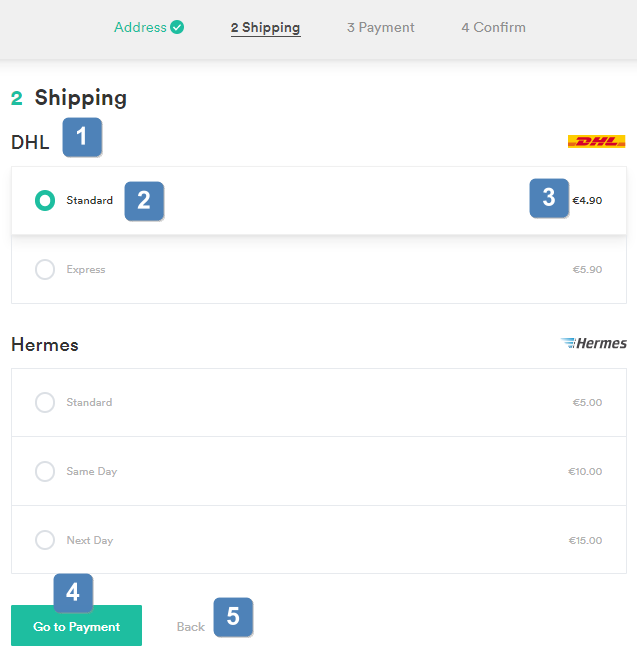 Address 2 Shipping 3 Payment 4 Confirm
2 Shipping
DHL 1 DHL
Standard 2 3 €4.90
Express €5.90
Hermes Hermes
Standard €5.00
Same Day €10.00
Next Day €15.00
4
Go to Payment Back 5